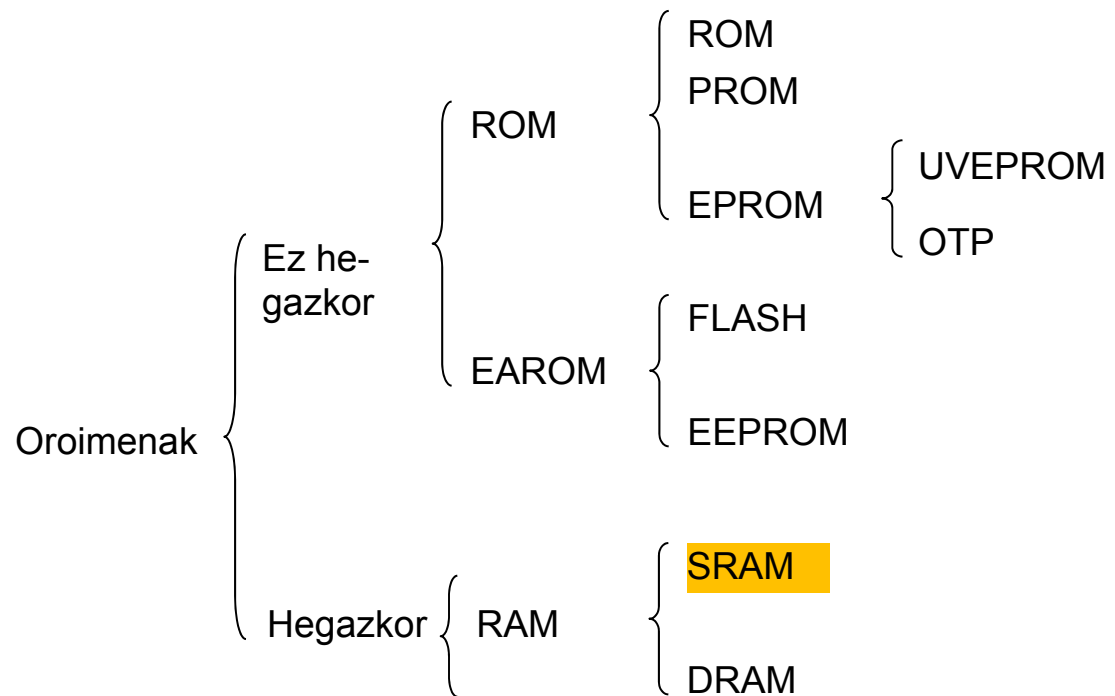 ROM
PROM
ROM
UVEPROM
EPROM
OTP
Ez he-
gazkor
FLASH
EAROM
EEPROM
Oroimenak
SRAM
Hegazkor
RAM
DRAM